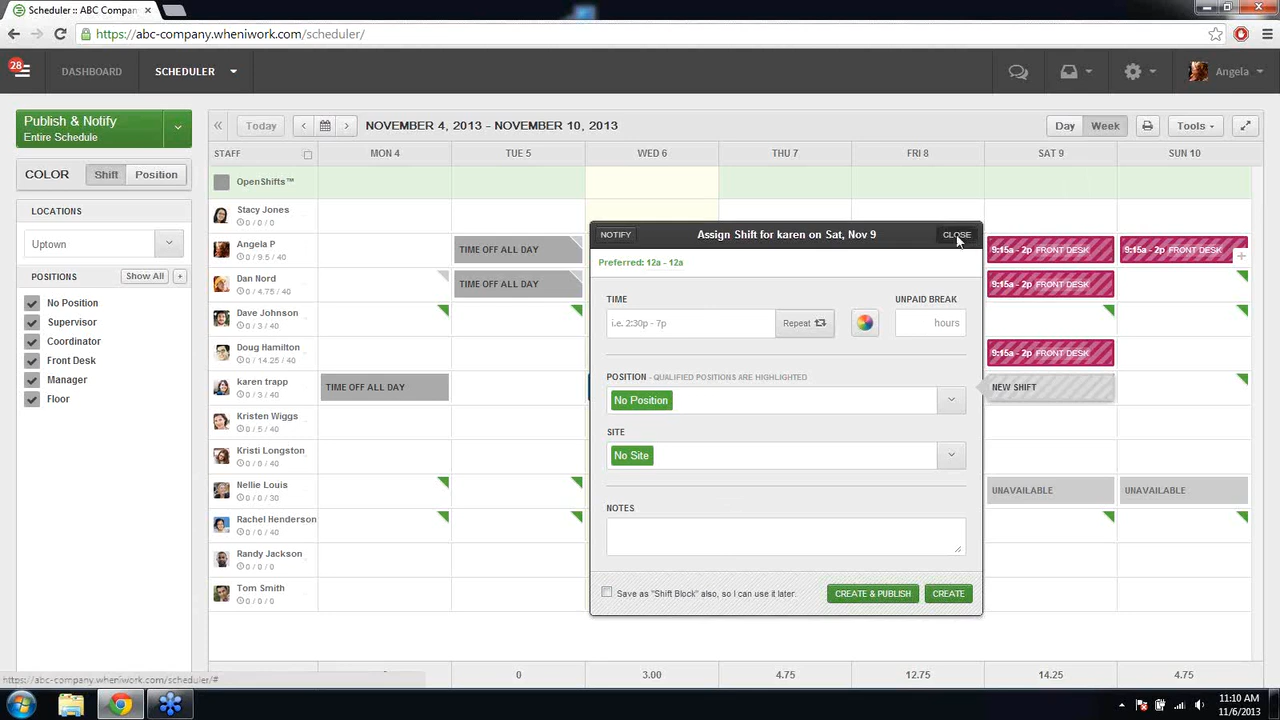 Scheduler :: ABC Compan
https://abc-company.wheniwork.com/scheduler/
28
DASHBOARD
SCHEDULER
Angela
Publish & Notify
Entire Schedule
Today
NOVEMBER 4, 2013 - NOVEMBER 10, 2013
Day
Week
Tools
COLOR
Shift
Position
STAFF
MON 4
TUE 5
WED 6
THU 7
FRI 8
SAT 9
SUN 10
OpenShifts™
LOCATIONS
Uptown
POSITIONS
Show All
+
No Position
Supervisor
Coordinator
Front Desk
Manager
Floor
Stacy Jones
0 / 0 / 0
Angela P
0 / 9.5 / 40
TIME OFF ALL DAY
9:15a - 2p FRONT DESK
9:15a - 2p FRONT DESK
Dan Nord
0 / 4.75 / 40
TIME OFF ALL DAY
9:15a - 2p FRONT DESK
Dave Johnson
0 / 3 / 40
Doug Hamilton
0 / 14.25 / 40
9:15a - 2p FRONT DESK
karen trapp
0 / 3 / 40
TIME OFF ALL DAY
NEW SHIFT
Kristen Wiggs
0 / 5 / 40
Kristi Longston
0 / 0 / 40
Nellie Louis
0 / 0 / 30
UNAVAILABLE
UNAVAILABLE
Rachel Henderson
0 / 0 / 40
Randy Jackson
0 / 0 / 0
Tom Smith
0 / 0 / 0
NOTIFY
Assign Shift for karen on Sat, Nov 9
CLOSE
Preferred: 12a - 12a
TIME
UNPAID BREAK
i.e. 2:30p - 7p
Repeat
hours
POSITION - QUALIFIED POSITIONS ARE HIGHLIGHTED
No Position
SITE
No Site
NOTES
Save as "Shift Block" also, so I can use it later.
CREATE & PUBLISH
CREATE
0
3.00
4.75
12.75
14.25
4.75
https://abc-company.wheniwork.com/scheduler/#
11:10 AM
11/6/2013